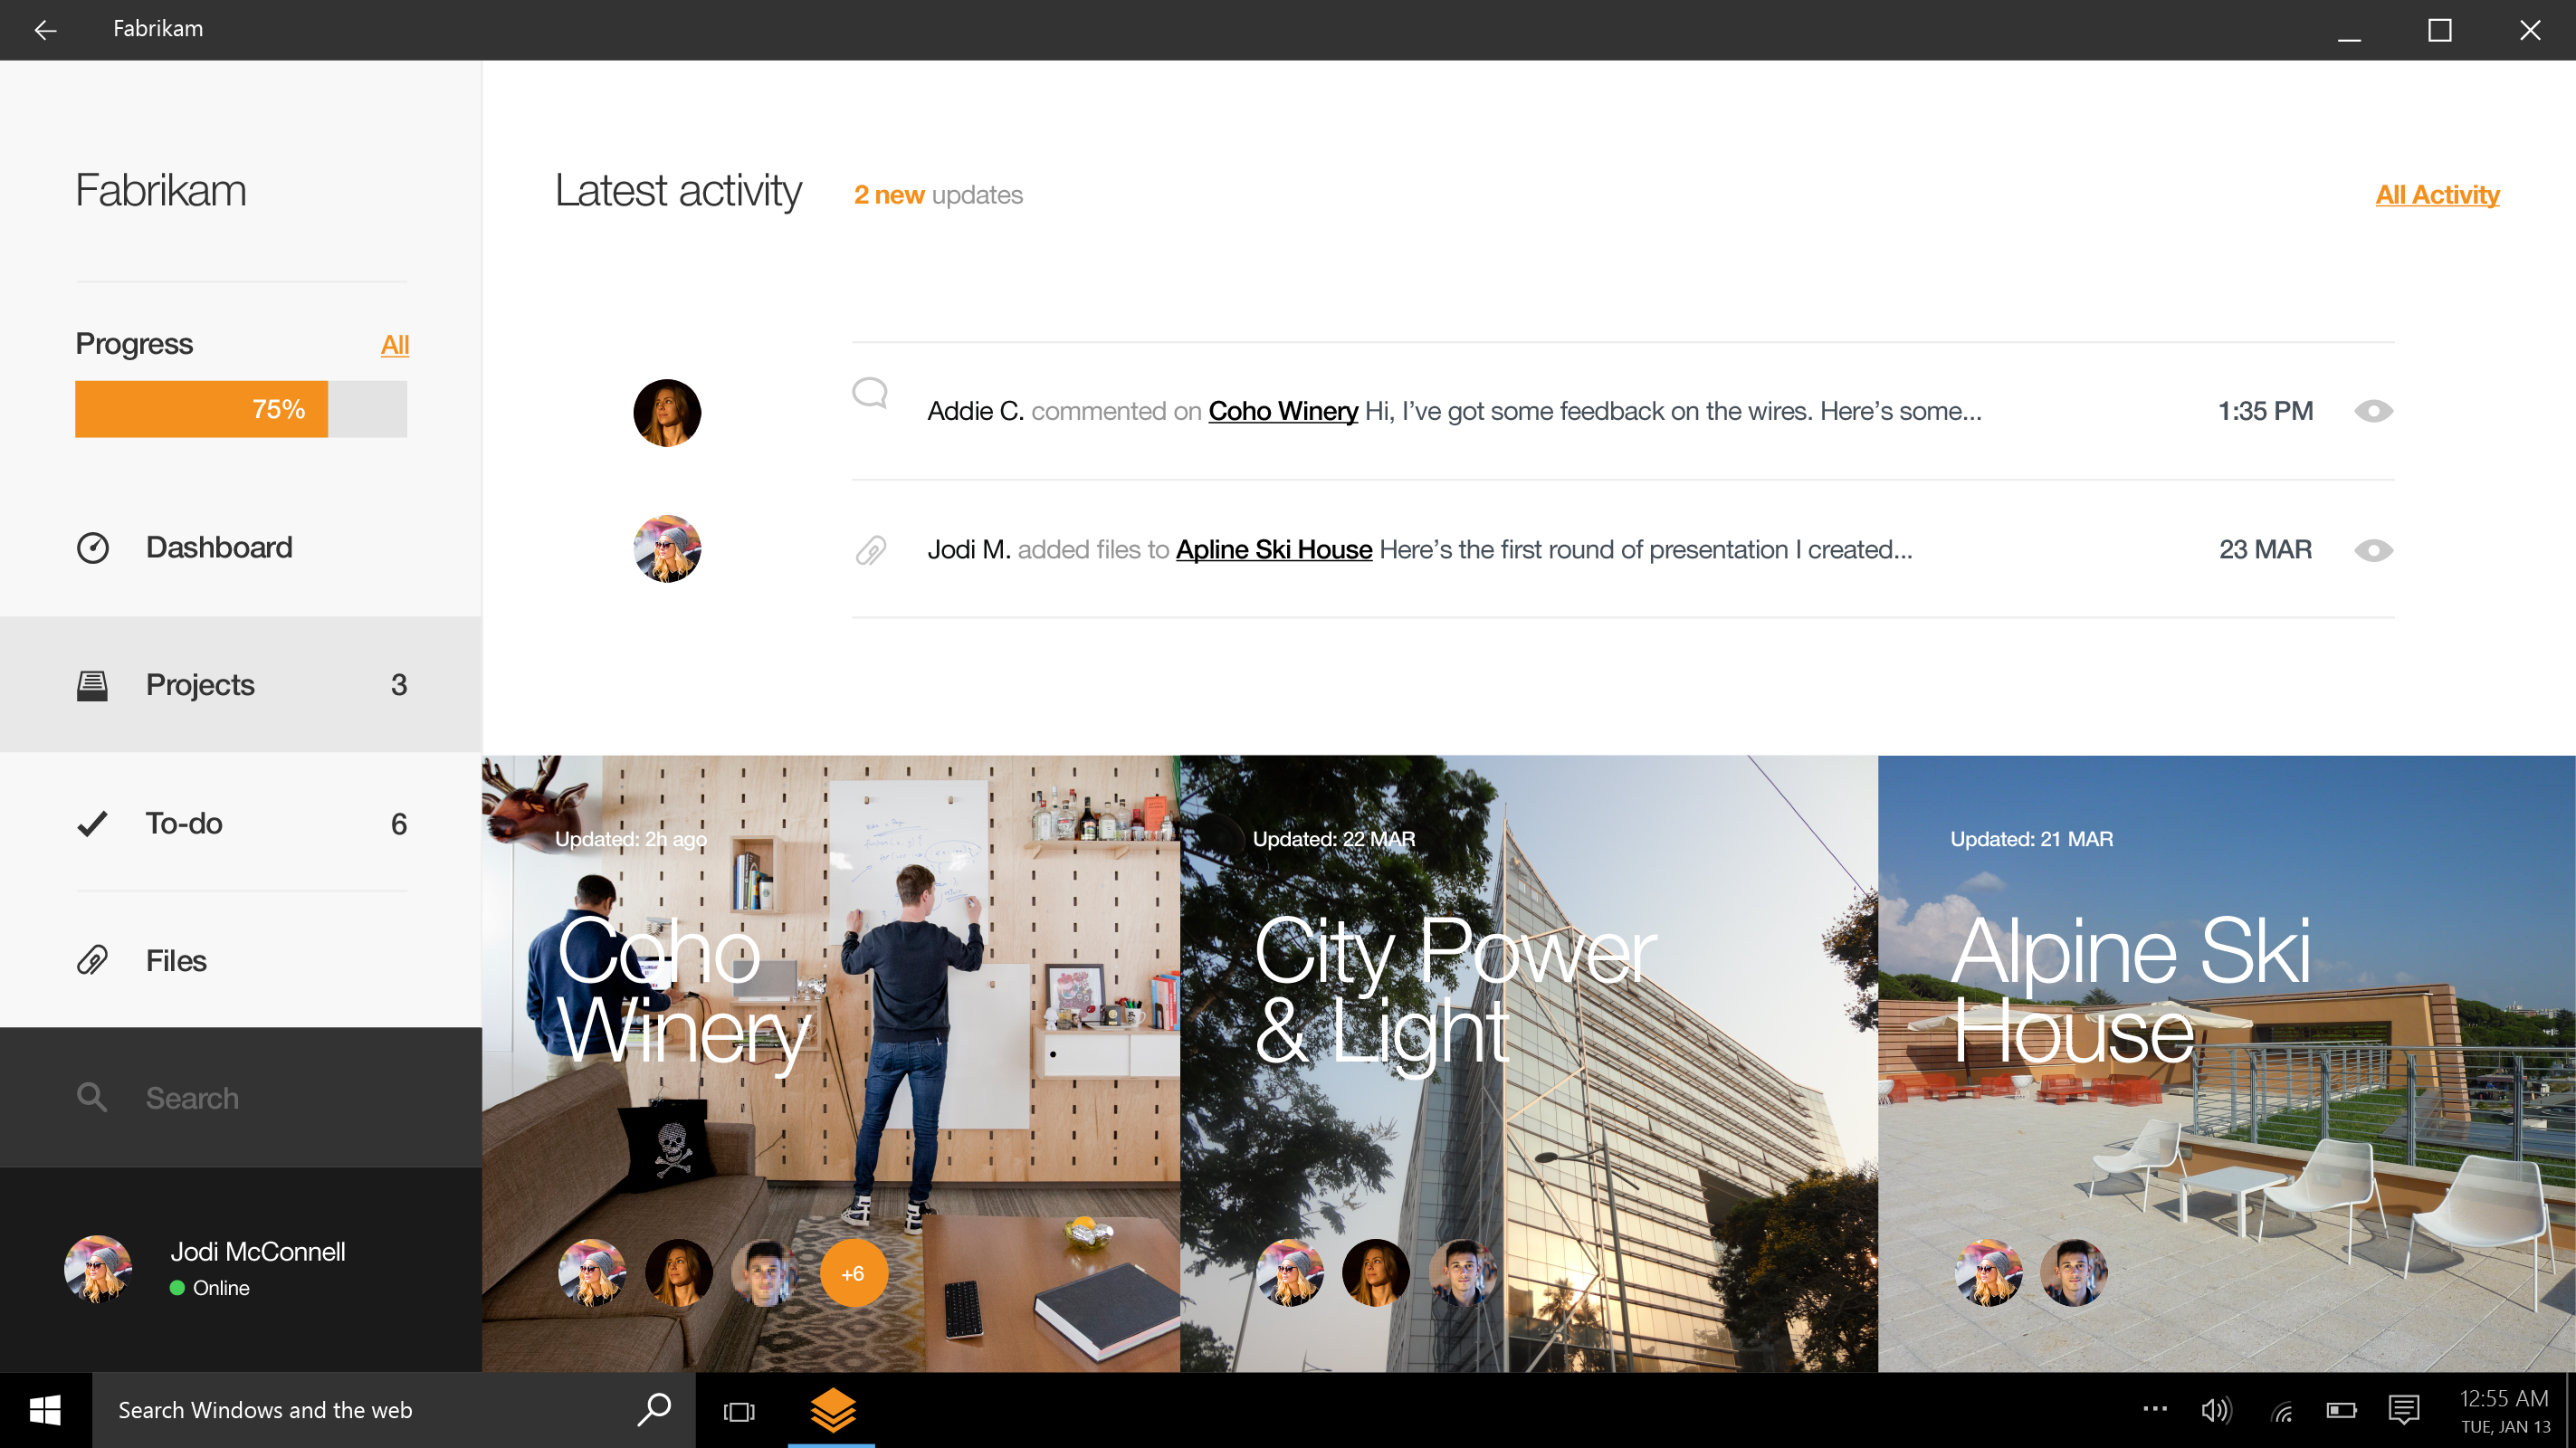 Fabrikam
Fabrikam
Progress All
75%
Dashboard
Projects 3
To-do 6
Files
Search
Jodi McConnell
Online
Latest activity 2 new updates All Activity
Addie C. commented on Coho Winery Hi, I’ve got some feedback on the wires. Here’s some... 1:35 PM
Jodi M. added files to Apline Ski House Here’s the first round of presentation I created... 23 MAR
Updated: 2h ago
Coho
Winery
+6
Updated: 22 MAR
City Power
& Light
Updated: 21 MAR
Alpine Ski
House
Search Windows and the web
12:55 AM
TUE, JAN 13